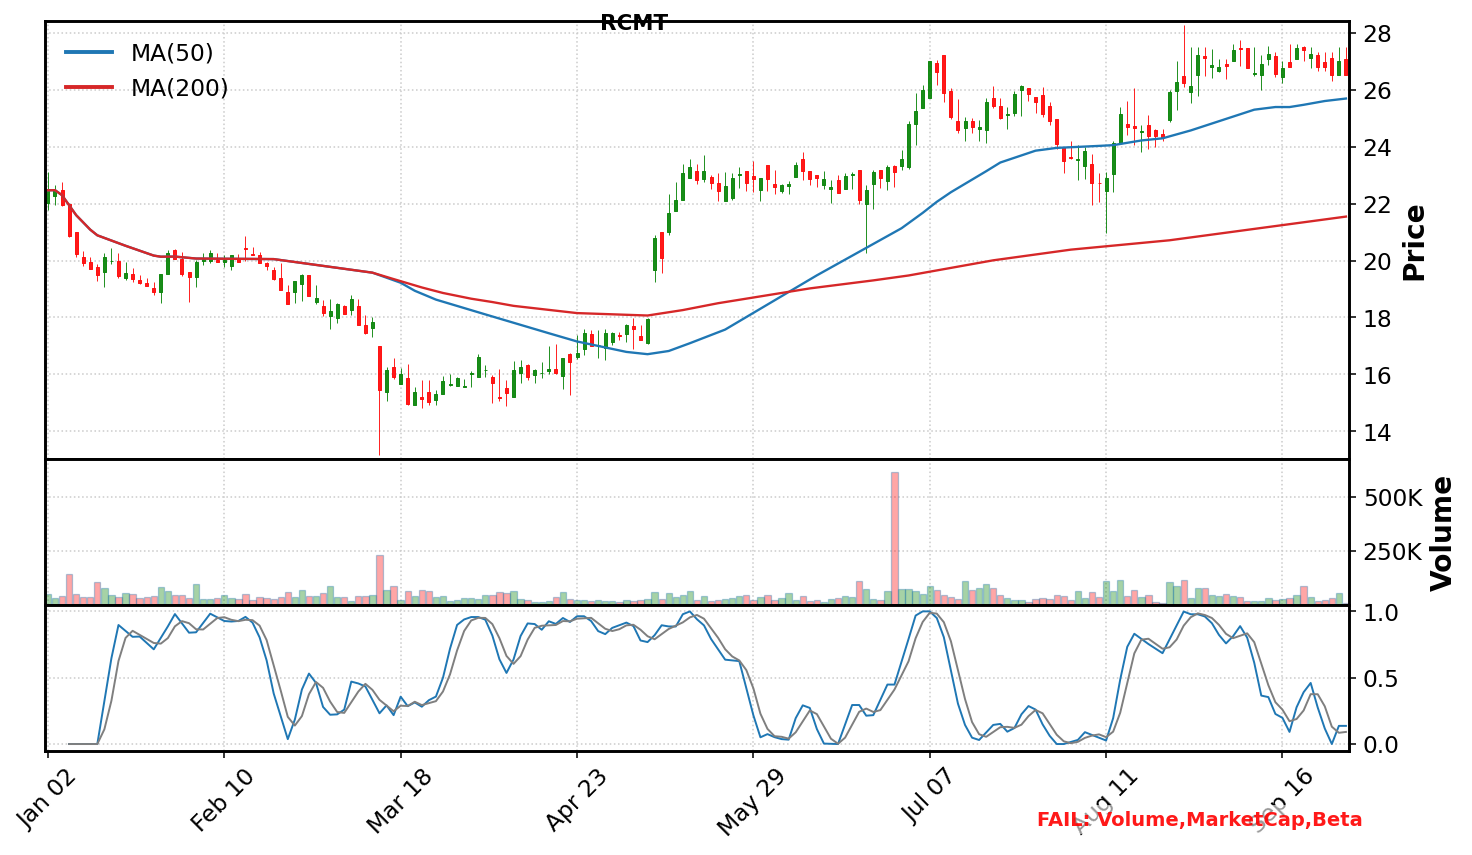 RCMT
MA(50)
MA(200)
28
26
24
22
20
18
16
14
Price
500K
250K
Volume
1.0
0.5
0.0
Jan 02
Feb 10
Mar 18
Apr 23
May 29
Jul 07
Aug 11
Sep 16
FAIL: Volume,MarketCap,Beta